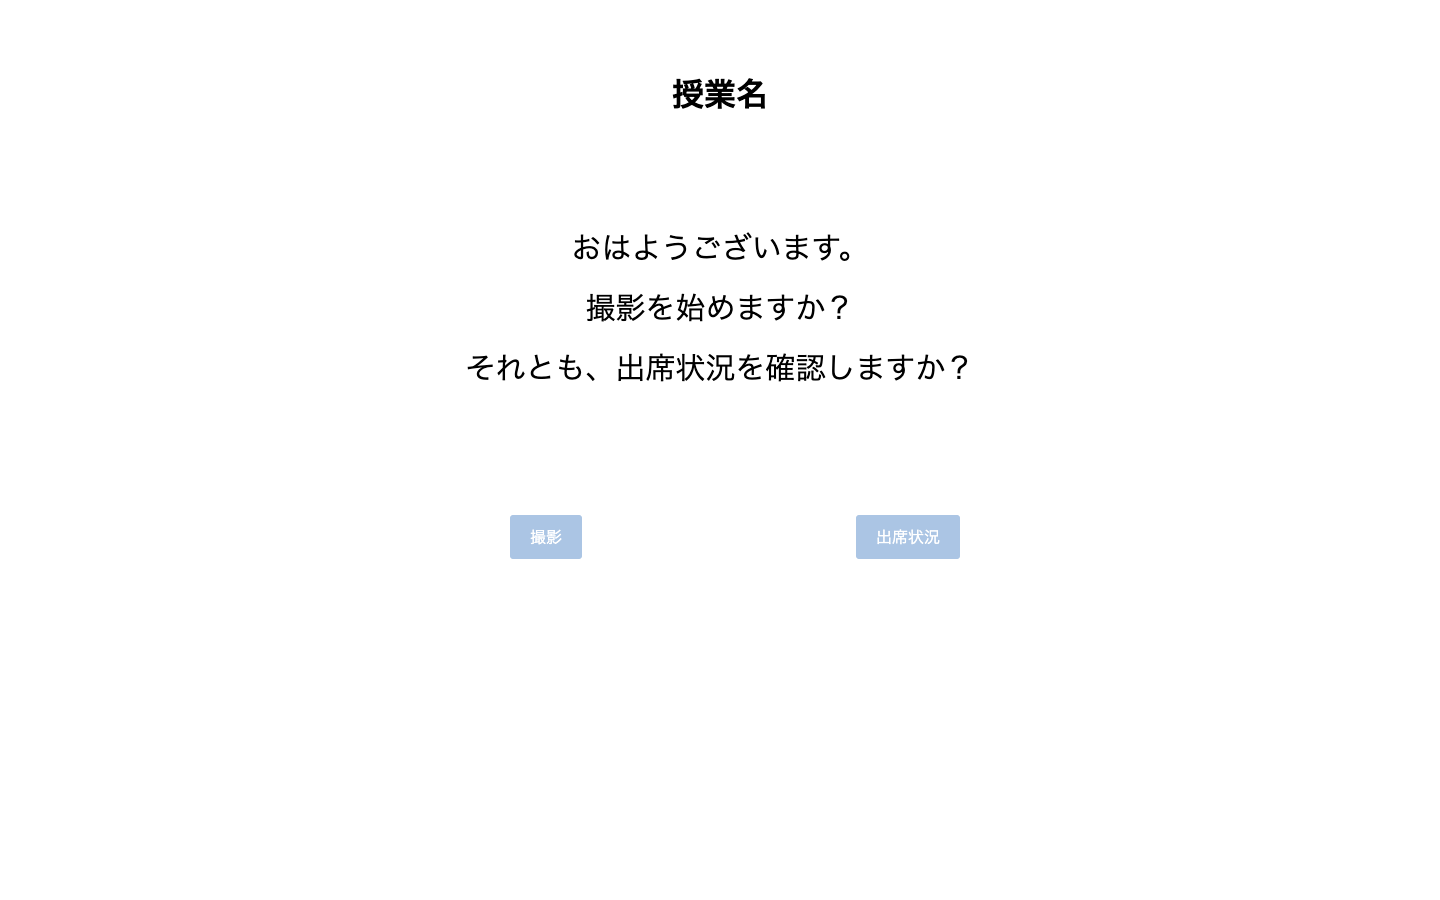 授業名
おはようございます。
撮影を始めますか？
それとも、出席状況を確認しますか？
撮影
出席状況